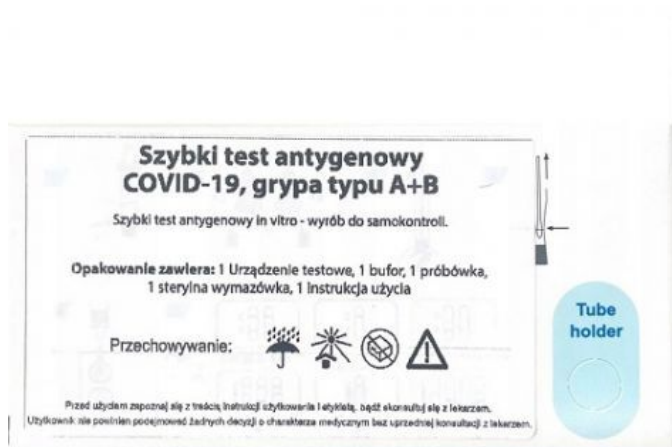 Szybki test antygenowy
COVID-19, grypa typu A+B
Szybki test antygenowy in vitro - wyrób do samokontroli.
Opakowanie zawiera: 1 Urządzenie testowe, 1 bufor, 1 próbówka,
1 sterylna wymazówka, 1 instrukcja użycia
Przechowywanie:
Tube
holder
Przed użyciem zapoznaj się z treścią instrukcji użytkowania i etykietą, bądź skonsultuj się z lekarzem.
Użytkownik nie powinien podejmować żadnych decyzji o charakterze medycznym bez uprzedniej konsultacji z lekarzem.